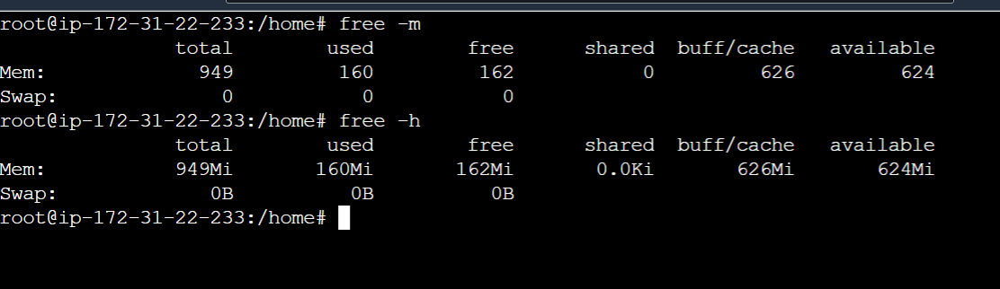 root@ip-172-31-22-233:/home# free -m
              total        used        free      shared  buff/cache   available
Mem:            949         160         162           0         626         624
Swap:             0           0           0
root@ip-172-31-22-233:/home# free -h
              total        used        free      shared  buff/cache   available
Mem:          949Mi       160Mi       162Mi       0.0Ki       626Mi       624Mi
Swap:            0B          0B          0B
root@ip-172-31-22-233:/home#